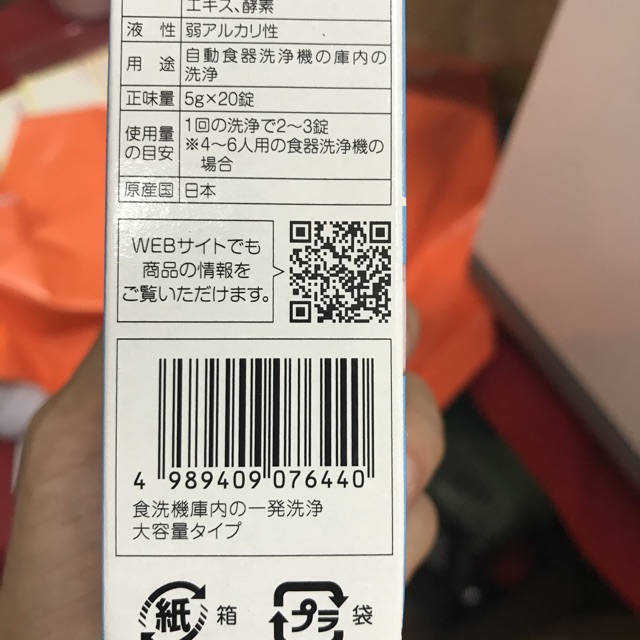 エキス、酵素
液性 弱アルカリ性
用途 自動食器洗浄機の庫内の
洗浄
正味量 5g×20錠
使用量
の目安
1回の洗浄で2~3錠
※4~6人用の食器洗浄機の
場合
原産国 日本
WEBサイトでも
商品の情報を
ご覧いただけます。
4 989409 076440
食洗機庫内の一発洗浄
大容量タイプ
紙 箱 プラ 袋